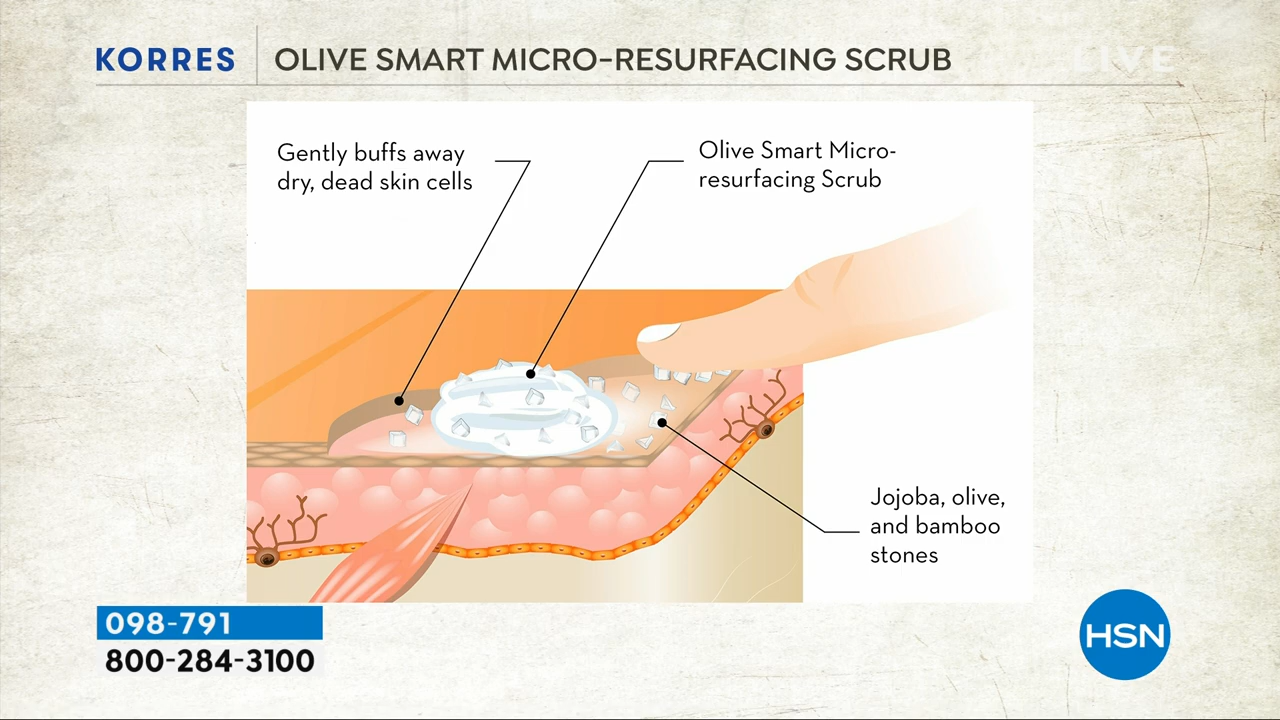 KORRES
OLIVE SMART MICRO-RESURFACING SCRUB
LIVE
Gently buffs away
dry, dead skin cells
Olive Smart Micro-
resurfacing Scrub
Jojoba, olive,
and bamboo
stones
098-791
800-284-3100
HSN